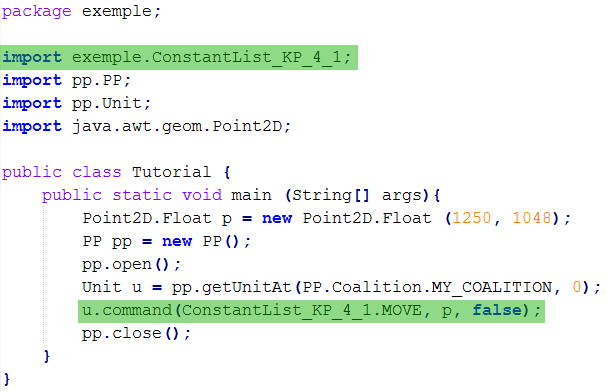 package exemple;
import exemple.ConstantList_KP_4_1;
import pp.PP;
import pp.Unit;
import java.awt.geom.Point2D;
public class Tutorial {
public static void main (String[] args){
Point2D.Float p = new Point2D.Float (1250, 1048);
PP pp = new PP();
pp.open();
Unit u = pp.getUnitAt(PP.Coalition.MY_COALITION, 0);
u.command(ConstantList_KP_4_1.MOVE, p, false);
pp.close();
}
}